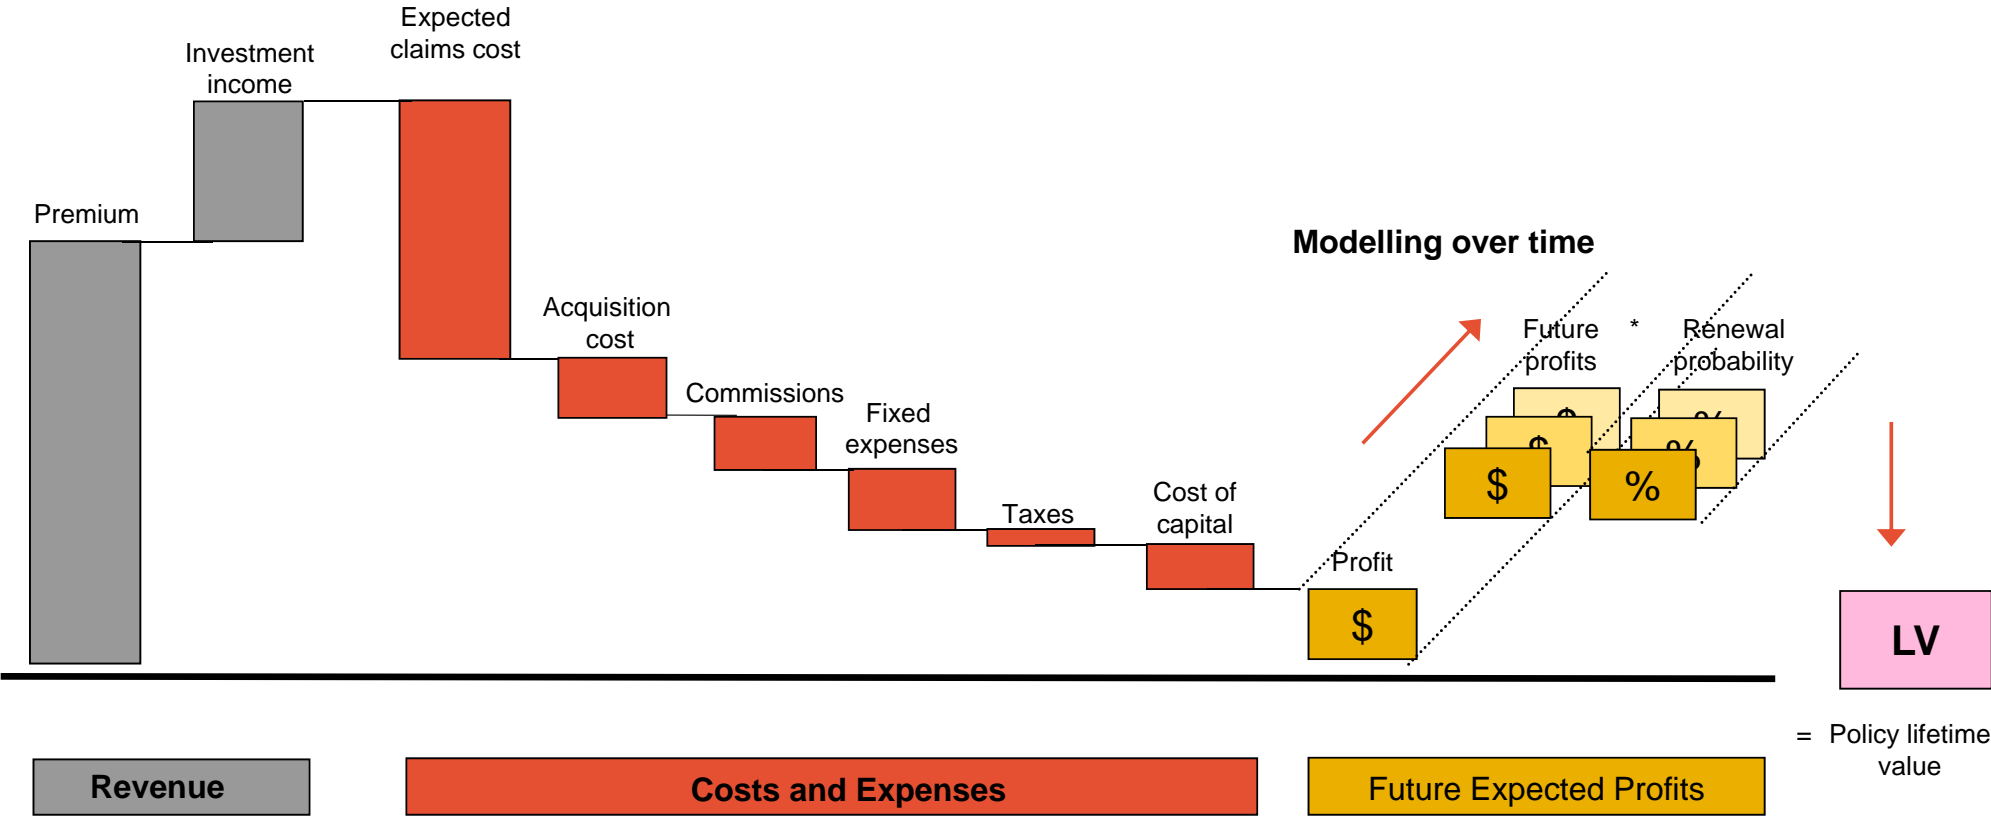 Expected
claims cost
Investment
income
Premium
Acquisition
cost
Commissions
Fixed
expenses
Taxes
Cost of
capital
Profit
$
Modelling over time
Future * Renewal
profits probability
$ %
$ %
$ %
LV
= Policy lifetime
value
Revenue
Costs and Expenses
Future Expected Profits